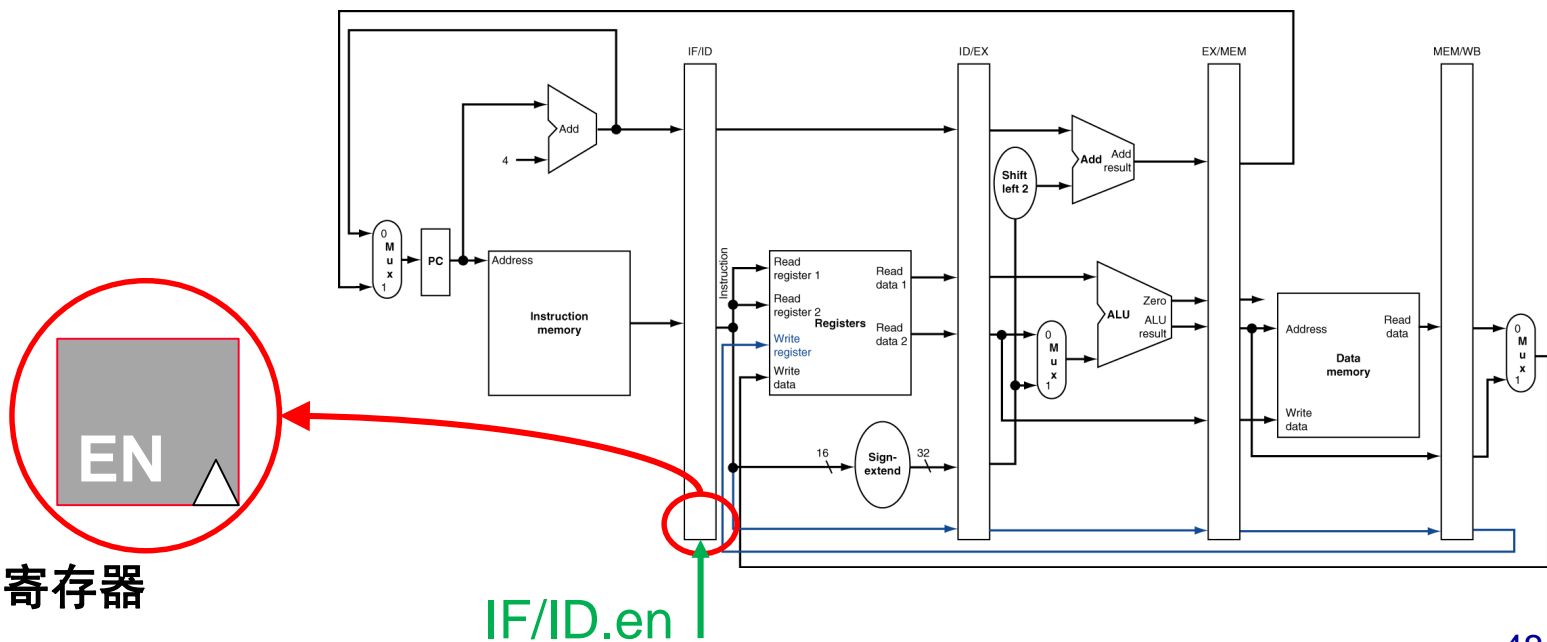 IF/ID
ID/EX
EX/MEM
MEM/WB
Add
4
Shift
left 2
Add
Add
result
0
M
u
x
1
PC
Address
Instruction
memory
Instruction
Read
register 1
Read
register 2
Write
register
Write
data
Registers
Read
data 1
Read
data 2
0
M
u
x
1
Zero
ALU
ALU
result
Address
Read
data
Data
memory
Write
data
0
M
u
x
1
16
Sign-
extend
32
EN
寄存器
IF/ID.en